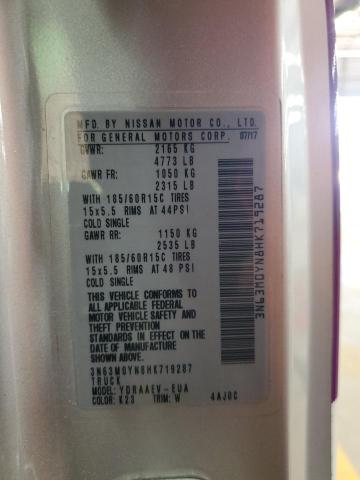 MFD. BY NISSAN MOTOR CO., LTD.
FOR GENERAL MOTORS CORP. 07/17
GVWR: 2165 KG
4773 LB
GAWR FR: 1050 KG
2315 LB
WITH 185/60R15C TIRES
15x5.5 RIMS AT 44PSI
COLD SINGLE
GAWR RR: 1150 KG
2535 LB
WITH 185/60R15C TIRES
15x5.5 RIMS AT 48 PSI
COLD SINGLE
THIS VEHICLE CONFORMS TO
ALL APPLICABLE FEDERAL
MOTOR VEHICLE SAFETY AND
THEFT PREVENTION
STANDARDS IN EFFECT ON THE
DATE OF MANUFACTURE
SHOWN ABOVE.
3N63M0YN8HK719287
TRUCK
MODEL: YDRAAEV-EUA
COLOR: K23 TRIM: W 4AJ0C
3N63M0YN8HK719287